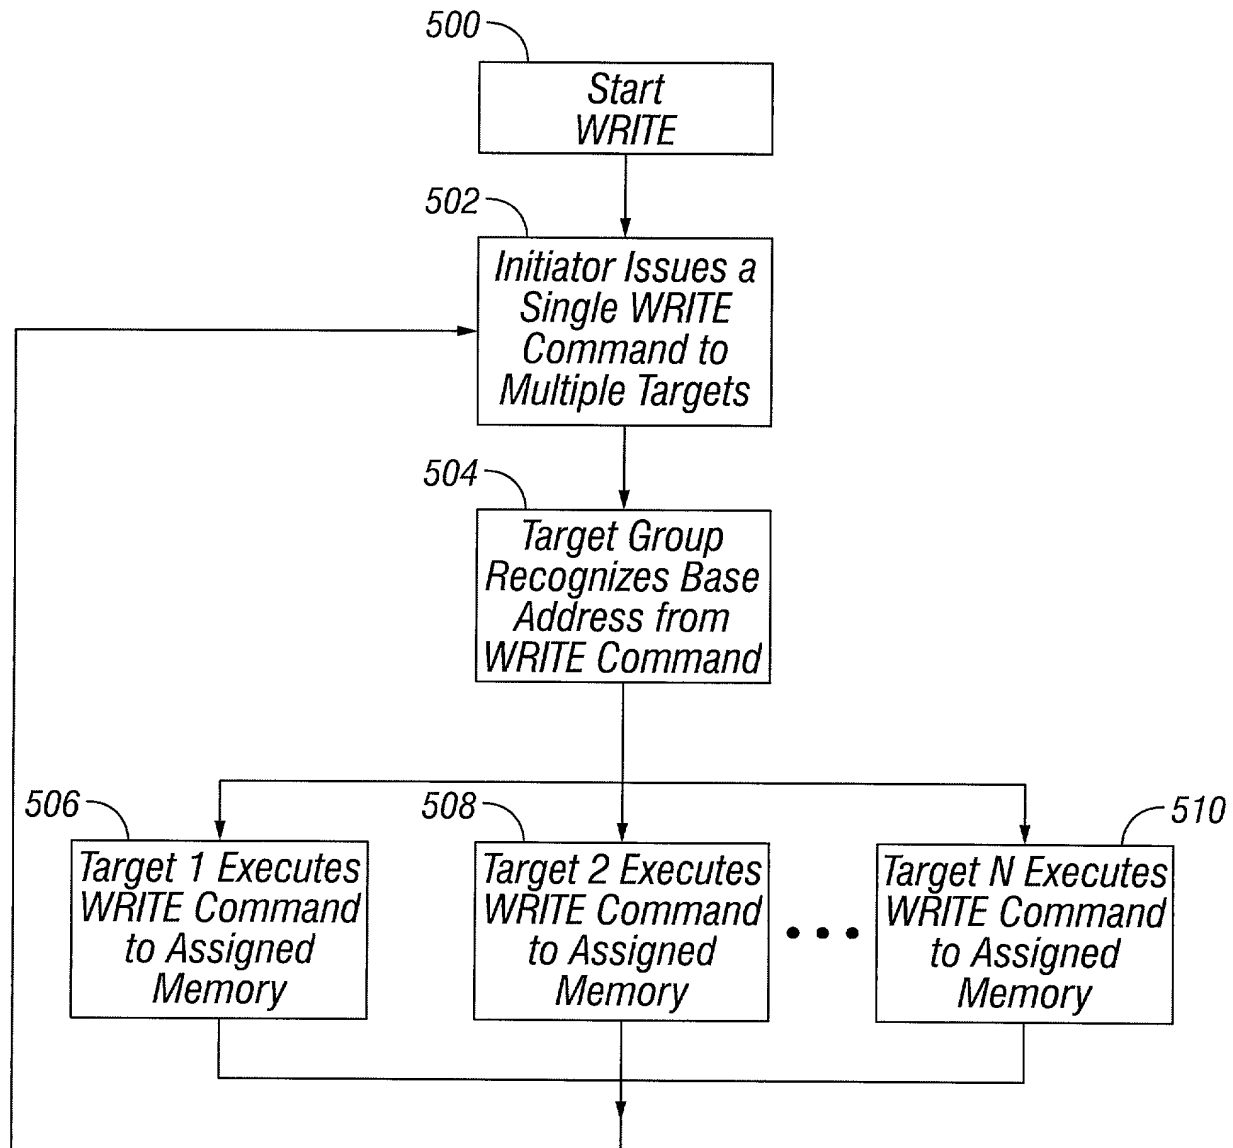 500
Start
WRITE
502
Initiator Issues a
Single WRITE
Command to
Multiple Targets
504
Target Group
Recognizes Base
Address from
WRITE Command
506
Target 1 Executes
WRITE Command
to Assigned
Memory
508
Target 2 Executes
WRITE Command
to Assigned
Memory
510
Target N Executes
WRITE Command
to Assigned
Memory